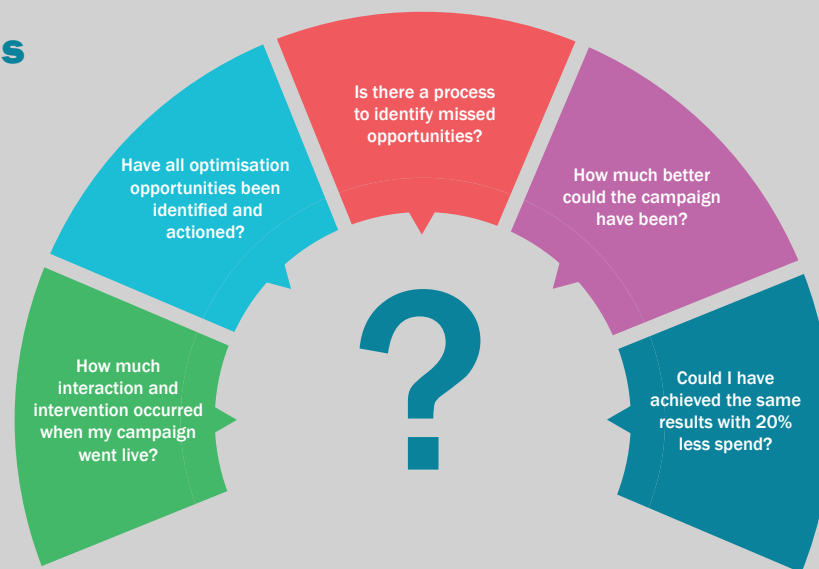 s
How much
interaction and
intervention occurred
when my campaign
went live?
Have all optimisation
opportunities been
identified and
actioned?
Is there a process
to identify missed
opportunities?
How much better
could the campaign
have been?
Could I have
achieved the same
results with 20%
less spend?
?